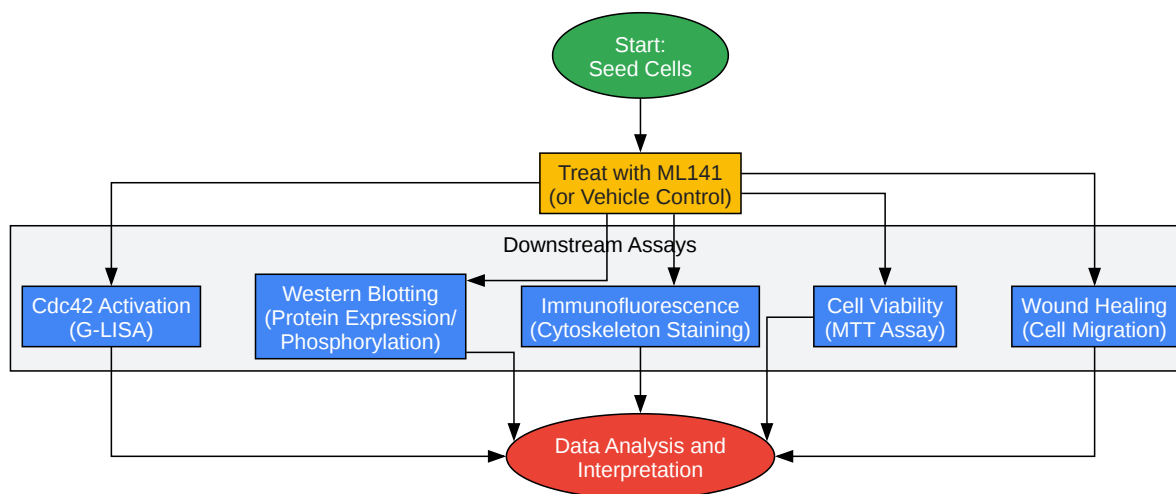 Start:
Seed Cells
Treat with ML141
(or Vehicle Control)
Downstream Assays
Cdc42 Activation
(G-LISA)
Western Blotting
(Protein Expression/
Phosphorylation)
Immunofluorescence
(Cytoskeleton Staining)
Cell Viability
(MTT Assay)
Wound Healing
(Cell Migration)
Data Analysis and
Interpretation